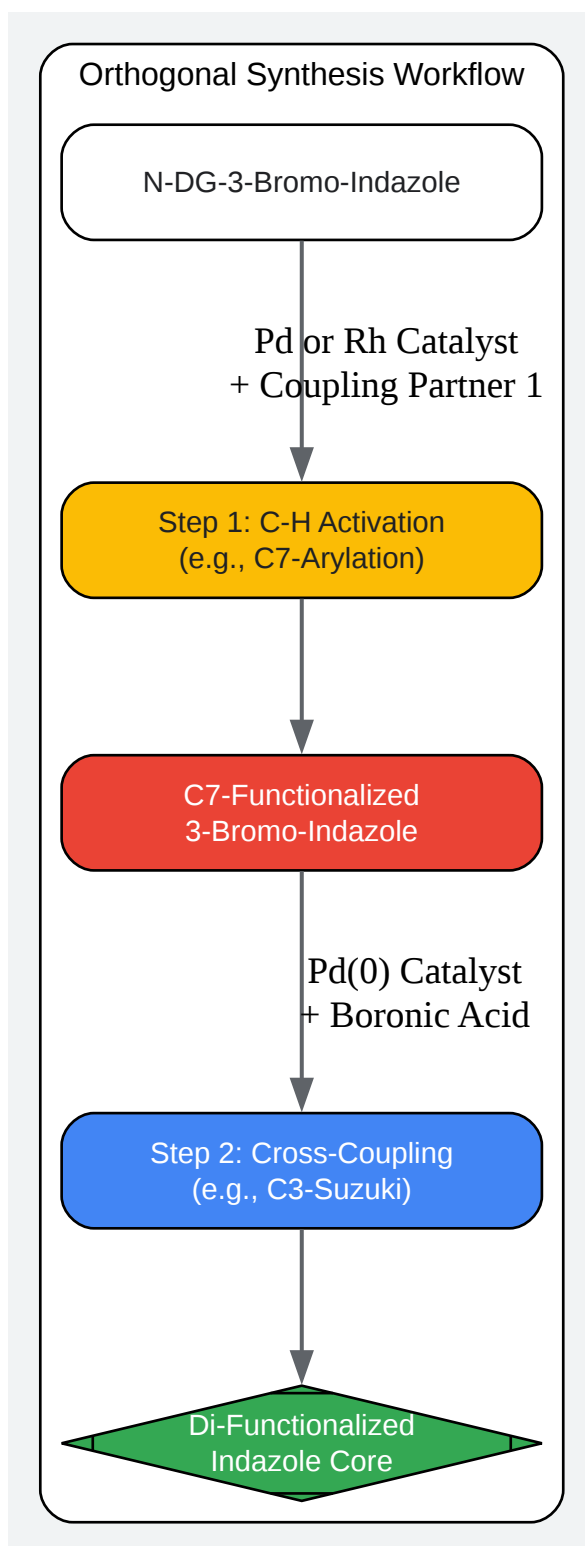 Orthogonal Synthesis Workflow
N-DG-3-Bromo-Indazole
Pd or Rh Catalyst
+ Coupling Partner 1
Step 1: C-H Activation
(e.g., C7-Arylation)
C7-Functionalized
3-Bromo-Indazole
Pd(0) Catalyst
+ Boronic Acid
Step 2: Cross-Coupling
(e.g., C3-Suzuki)
Di-Functionalized
Indazole Core